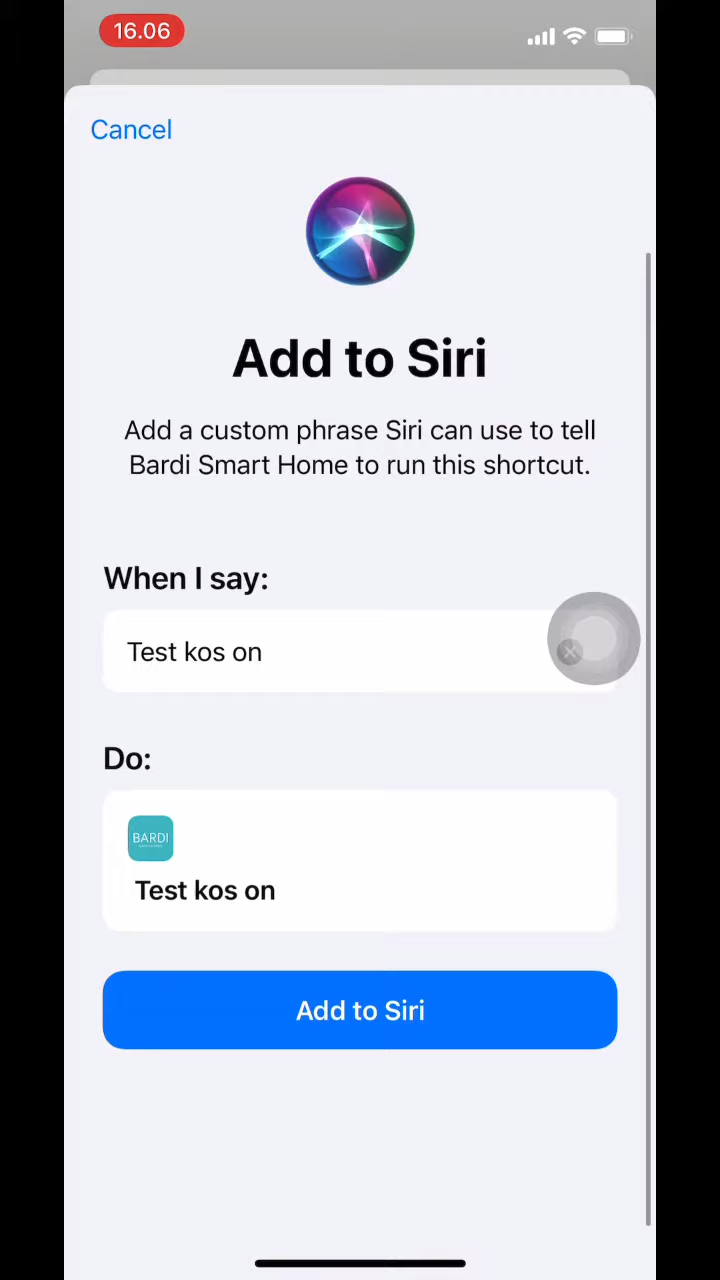 16.06
Cancel
Add to Siri
Add a custom phrase Siri can use to tell
Bardi Smart Home to run this shortcut.
When I say:
Test kos on
Do:
BARDI
Test kos on
Add to Siri